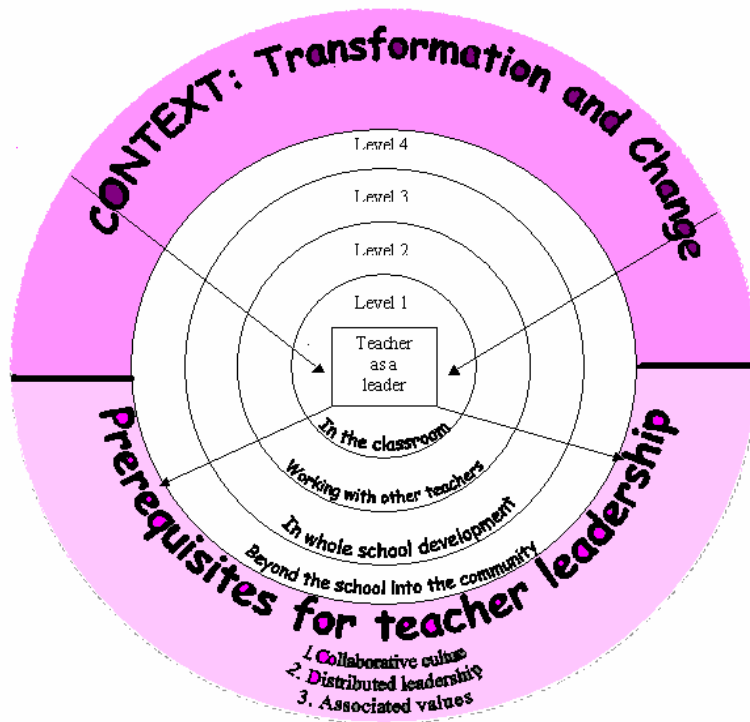 CONTEXT: Transformation and Change
Level 4
Level 3
Level 2
Level 1
Teacher
as a
leader
In the classroom
Working with other teachers
In whole school development
Beyond the school into the community
Prerequisites for teacher leadership
1. Collaborative culture
2. Distributed leadership
3. Associated values